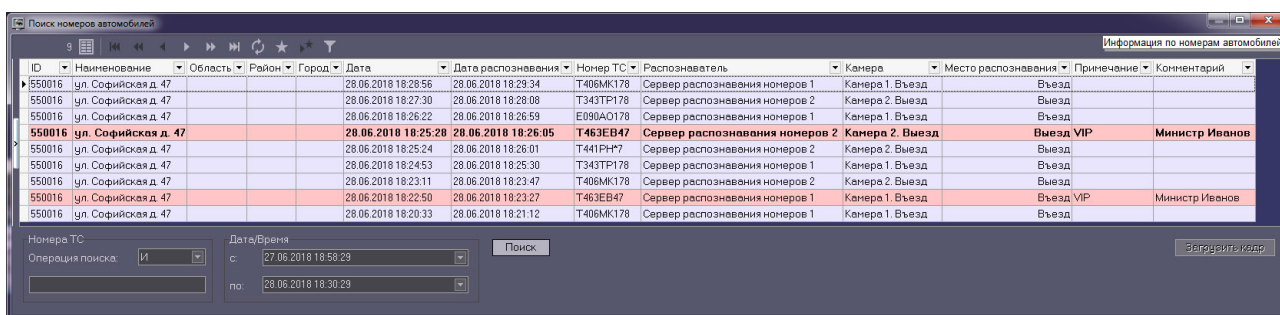 Поиск номеров автомобилей
9
Информация по номерам автомобилей
ID Наименование Область Район Город Дата Дата распознавания Номер ТС Распознаватель Камера Место распознавания Примечание Комментарий
550016 ул. Софийская д. 47 28.06.2018 18:28:56 28.06.2018 18:29:34 T406MK178 Сервер распознавания номеров 1 Камера 1. Въезд Въезд
550016 ул. Софийская д. 47 28.06.2018 18:27:30 28.06.2018 18:28:08 T343TP178 Сервер распознавания номеров 2 Камера 2. Выезд Выезд
550016 ул. Софийская д. 47 28.06.2018 18:26:22 28.06.2018 18:26:59 E090AO178 Сервер распознавания номеров 1 Камера 1. Въезд Въезд
550016 ул. Софийская д. 47 28.06.2018 18:25:28 28.06.2018 18:26:05 T463EB47 Сервер распознавания номеров 2 Камера 2. Выезд Выезд VIP Министр Иванов
550016 ул. Софийская д. 47 28.06.2018 18:25:24 28.06.2018 18:26:01 T441PH*7 Сервер распознавания номеров 2 Камера 2. Выезд Выезд
550016 ул. Софийская д. 47 28.06.2018 18:24:53 28.06.2018 18:25:30 T343TP178 Сервер распознавания номеров 1 Камера 1. Въезд Въезд
550016 ул. Софийская д. 47 28.06.2018 18:23:11 28.06.2018 18:23:47 T406MK178 Сервер распознавания номеров 2 Камера 2. Выезд Выезд
550016 ул. Софийская д. 47 28.06.2018 18:22:50 28.06.2018 18:23:27 T463EB47 Сервер распознавания номеров 1 Камера 1. Въезд Въезд VIP Министр Иванов
550016 ул. Софийская д. 47 28.06.2018 18:20:33 28.06.2018 18:21:12 T406MK178 Сервер распознавания номеров 1 Камера 1. Въезд Въезд
Номера ТС Дата/Время
Операция поиска: И с: 27.06.2018 18:58:29 Поиск Загрузить кадр
по: 28.06.2018 18:30:29